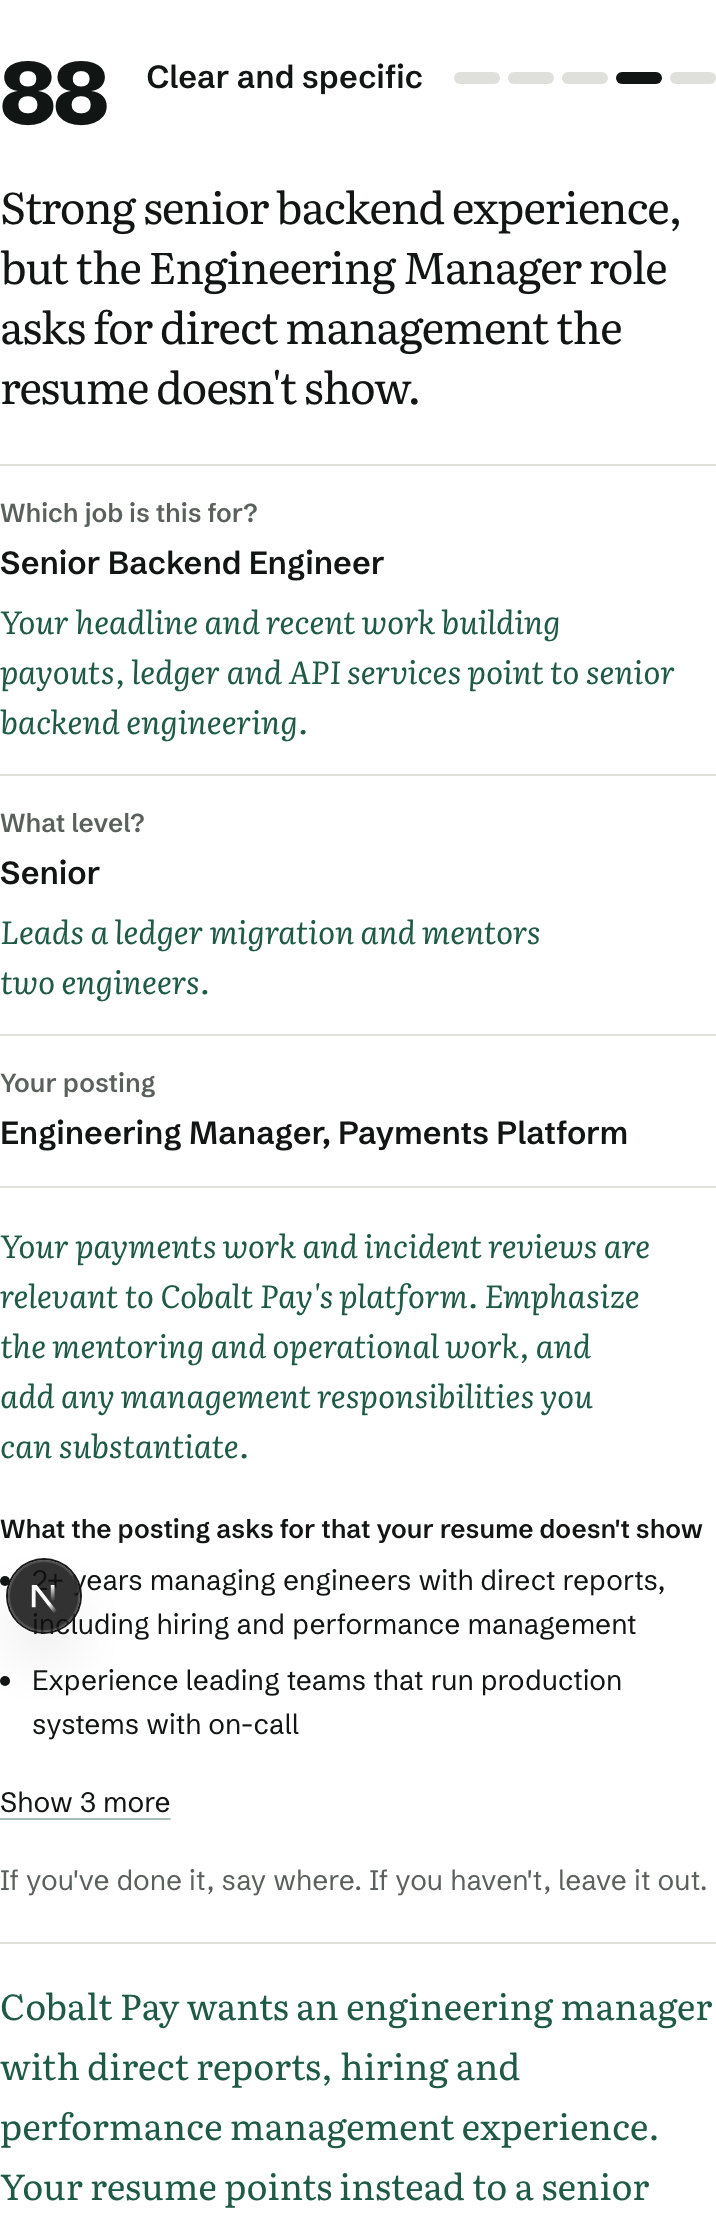 88
Clear and specific
Strong senior backend experience,
but the Engineering Manager role
asks for direct management the
resume doesn't show.
Which job is this for?
Senior Backend Engineer
Your headline and recent work building
payouts, ledger and API services point to senior
backend engineering.
What level?
Senior
Leads a ledger migration and mentors
two engineers.
Your posting
Engineering Manager, Payments Platform
Your payments work and incident reviews are
relevant to Cobalt Pay's platform. Emphasize
the mentoring and operational work, and
add any management responsibilities you
can substantiate.
What the posting asks for that your resume doesn't show
• 2+ years managing engineers with direct reports,
including hiring and performance management
N
• Experience leading teams that run production
systems with on-call
Show 3 more
If you've done it, say where. If you haven't, leave it out.
Cobalt Pay wants an engineering manager
with direct reports, hiring and
performance management experience.
Your resume points instead to a senior